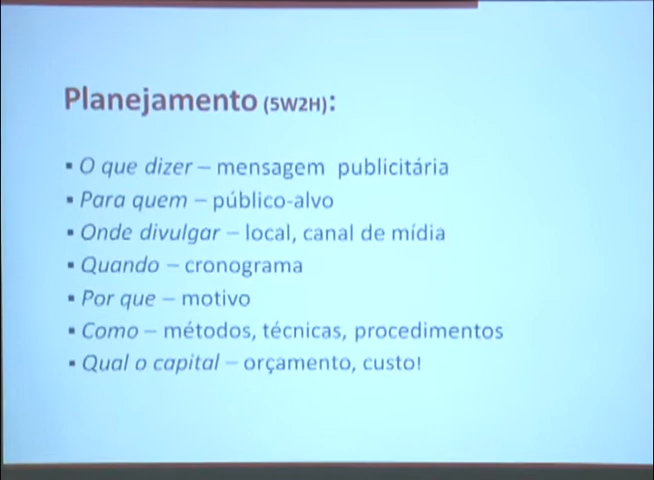 Planejamento (5W2H):
▪ O que dizer – mensagem publicitária
▪ Para quem – público-alvo
▪ Onde divulgar – local, canal de mídia
▪ Quando – cronograma
▪ Por que – motivo
▪ Como – métodos, técnicas, procedimentos
▪ Qual o capital – orçamento, custo!